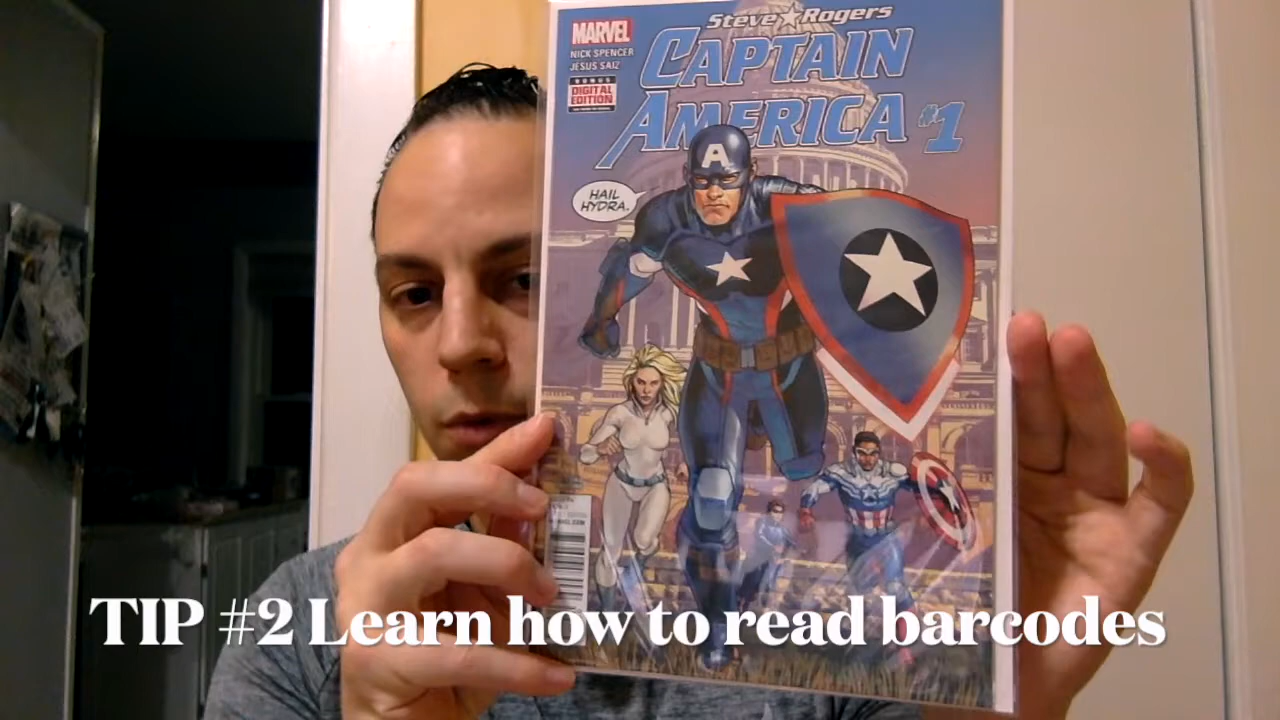 Steve Rogers
MARVEL
CAPTAIN
NICK SPENCER
JESUS SAIZ
BONUS
DIGITAL
EDITION
AMERICA #1
A
HAIL
HYDRA.
TIP #2 Learn how to read barcodes